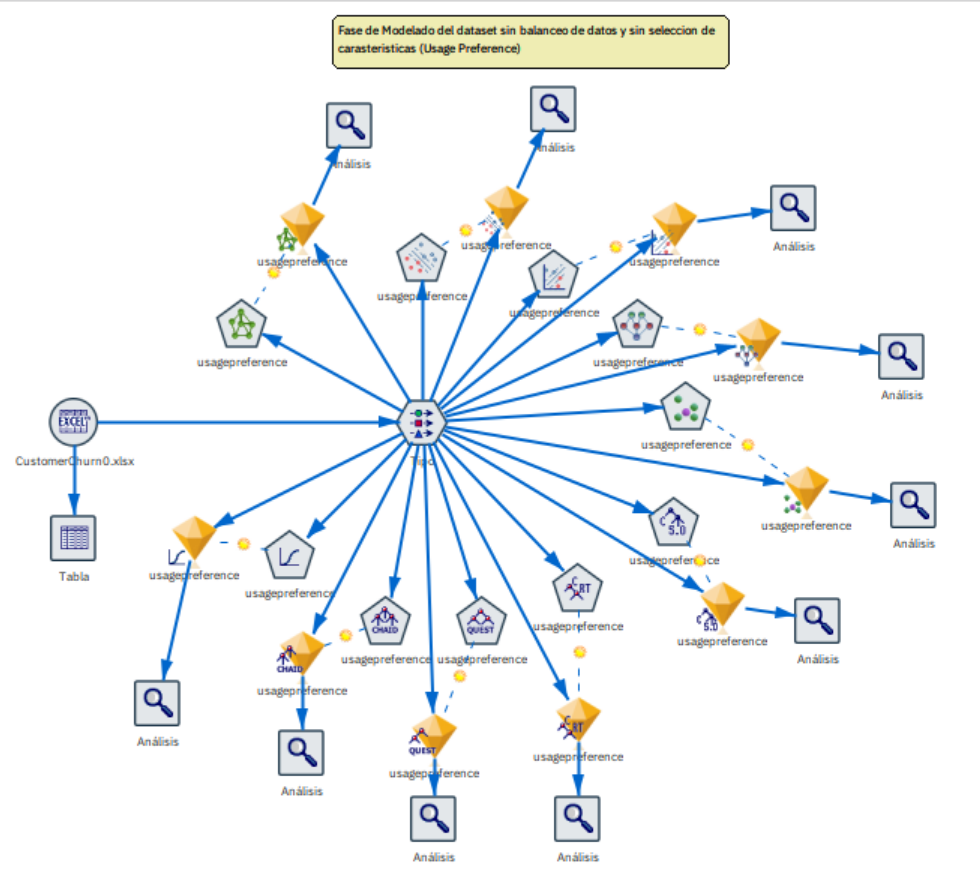 Fase de Modelado del dataset sin balanceo de datos y sin seleccion de
carasteristicas (Usage Preference)
Análisis
Análisis
usagepreference
usagepreference
usagepreference
Análisis
usagepreference
usagepreference
usagepreference
usagepreference
usagepreference
Análisis
EXCEL
CustomerChurn0.xlsx
Tipo
usagepreference
usagepreference
Análisis
Tabla
usagepreference
usagepreference
C 5.0
usagepreference
C 5.0
usagepreference
Análisis
CHAID
usagepreference
QUEST
usagepreference
C RT
usagepreference
CHAID
usagepreference
Análisis
Análisis
QUEST
usagepreference
C RT
usagepreference
Análisis
Análisis